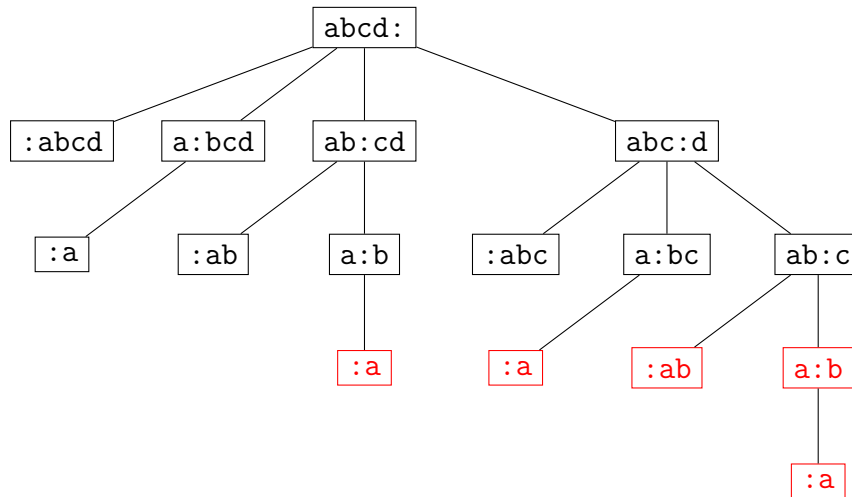 abcd:
:abcd a:bcd ab:cd abc:d
:a :ab a:b :abc a:bc ab:c
:a :a :ab a:b
:a